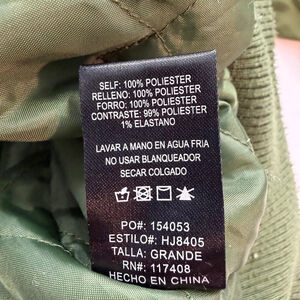 SELF: 100% POLIESTER
RELLENO: 100% POLIESTER
FORRO: 100% POLIESTER
CONTRASTE: 99% POLIESTER
1% ELASTANO
LAVAR A MANO EN AGUA FRIA
NO USAR BLANQUEADOR
SECAR COLGADO
PO#: 154053
ESTILO#: HJ8405
TALLA: GRANDE
RN#: 117408
HECHO EN CHINA